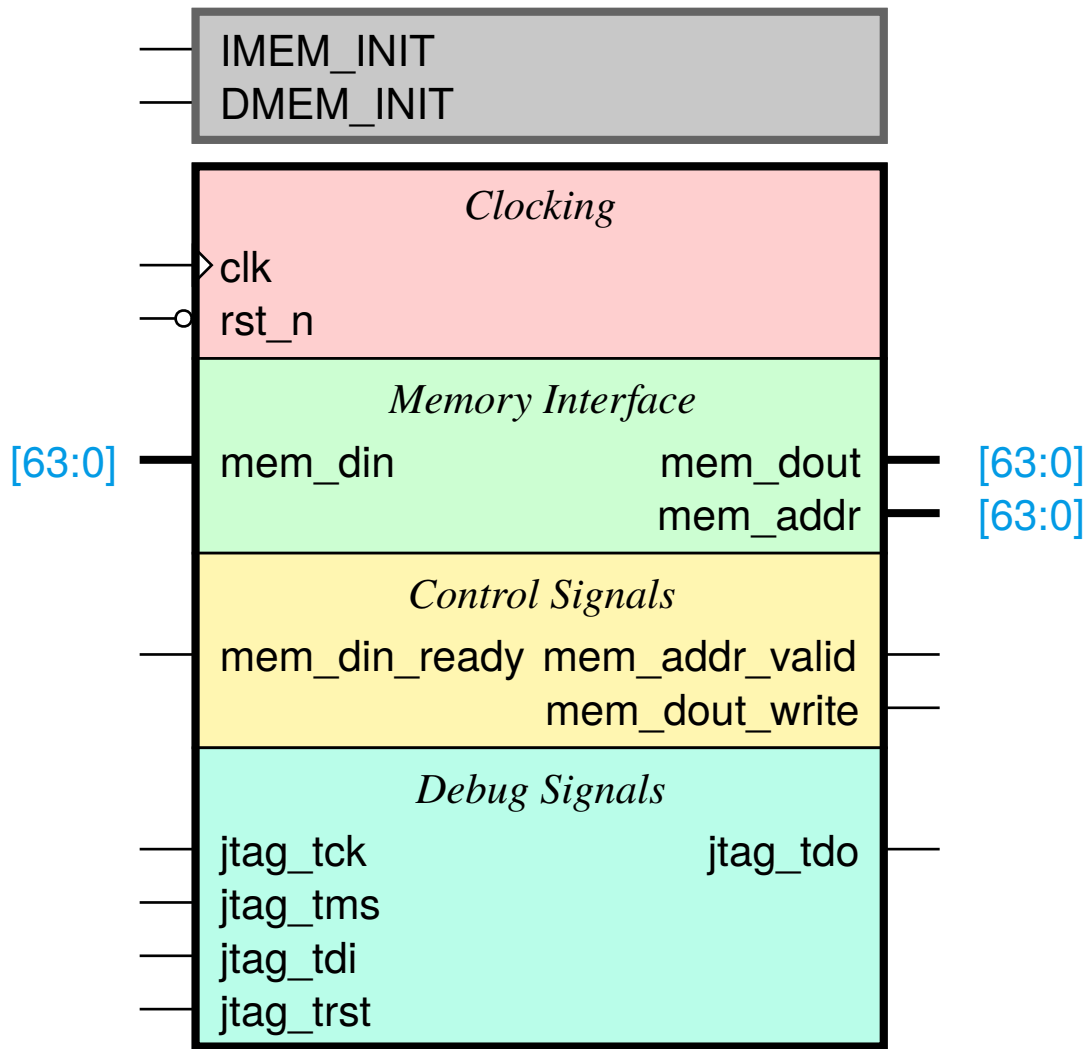 IMEM_INIT
DMEM_INIT
Clocking
clk
rst_n
Memory Interface
[63:0] mem_din mem_dout [63:0]
mem_addr [63:0]
Control Signals
mem_din_ready mem_addr_valid
mem_dout_write
Debug Signals
jtag_tck jtag_tdo
jtag_tms
jtag_tdi
jtag_trst